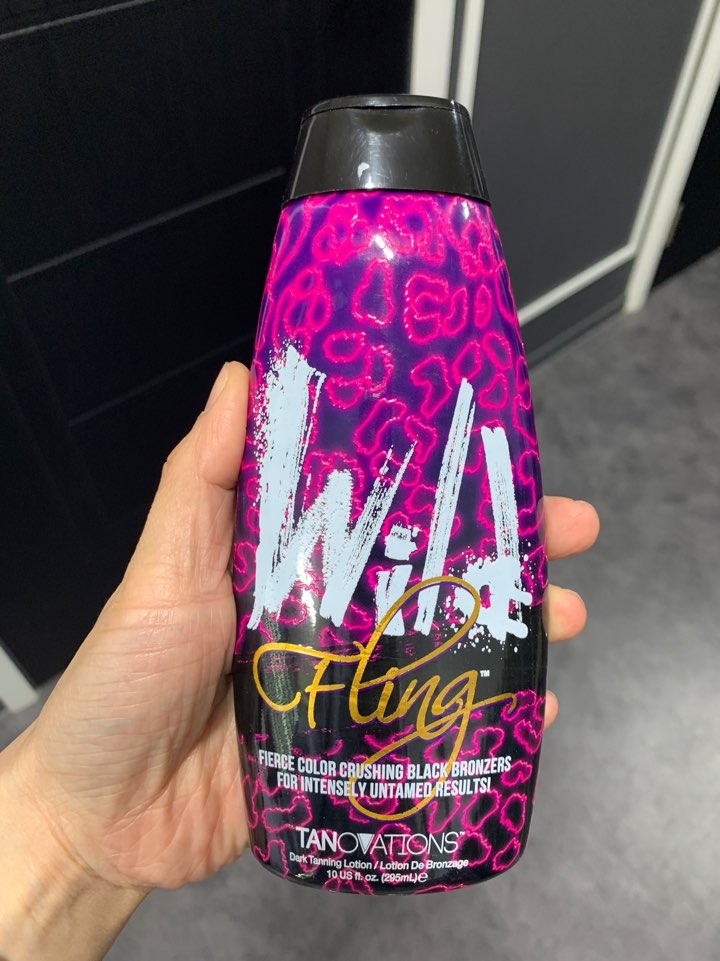 Wild
Fling™
FIERCE COLOR CRUSHING BLACK BRONZERS
FOR INTENSELY UNTAMED RESULTS!
TANOVATIONS™
Dark Tanning Lotion / Lotion De Bronzage
10 US fl. oz. (295mL)℮